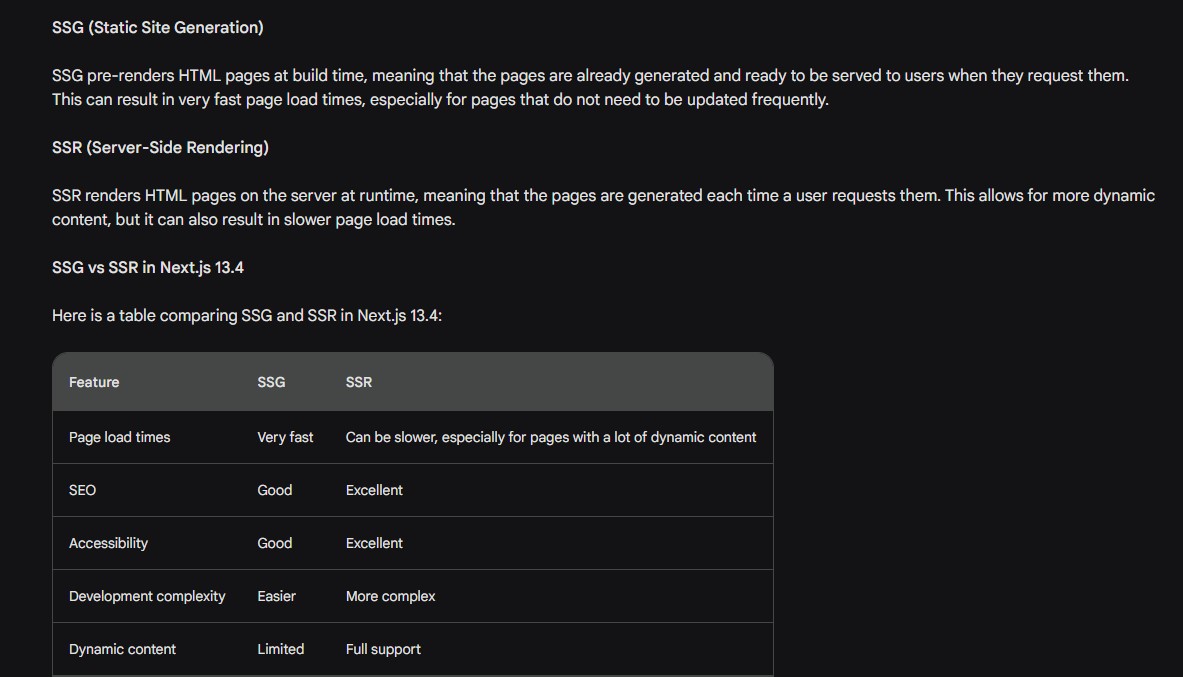 SSG (Static Site Generation)
SSG pre-renders HTML pages at build time, meaning that the pages are already generated and ready to be served to users when they request them.
This can result in very fast page load times, especially for pages that do not need to be updated frequently.
SSR (Server-Side Rendering)
SSR renders HTML pages on the server at runtime, meaning that the pages are generated each time a user requests them. This allows for more dynamic
content, but it can also result in slower page load times.
SSG vs SSR in Next.js 13.4
Here is a table comparing SSG and SSR in Next.js 13.4:
Feature SSG SSR
Page load times Very fast Can be slower, especially for pages with a lot of dynamic content
SEO Good Excellent
Accessibility Good Excellent
Development complexity Easier More complex
Dynamic content Limited Full support